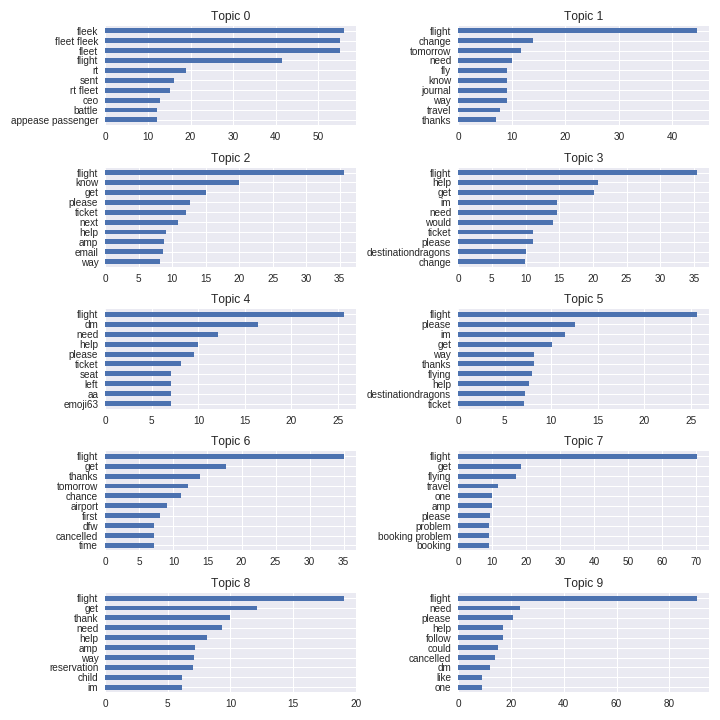 Topic 0
fleek
fleet fleek
fleet
flight
rt
sent
rt fleet
ceo
battle
appease passenger
0 10 20 30 40 50
Topic 1
flight
change
tomorrow
need
fly
know
journal
way
travel
thanks
0 10 20 30 40
Topic 2
flight
know
get
please
ticket
next
help
amp
email
way
0 5 10 15 20 25 30 35
Topic 3
flight
help
get
im
need
would
ticket
please
destinationdragons
change
0 5 10 15 20 25 30 35
Topic 4
flight
dm
need
help
please
ticket
seat
left
aa
emoji63
0 5 10 15 20 25
Topic 5
flight
please
im
get
way
thanks
flying
help
destinationdragons
ticket
0 5 10 15 20 25
Topic 6
flight
get
thanks
tomorrow
chance
airport
first
dfw
cancelled
time
0 5 10 15 20 25 30 35
Topic 7
flight
get
flying
travel
one
amp
please
problem
booking problem
booking
0 10 20 30 40 50 60 70
Topic 8
flight
get
thank
need
help
amp
way
reservation
child
im
0 5 10 15 20
Topic 9
flight
need
please
help
follow
could
cancelled
dm
like
one
0 20 40 60 80